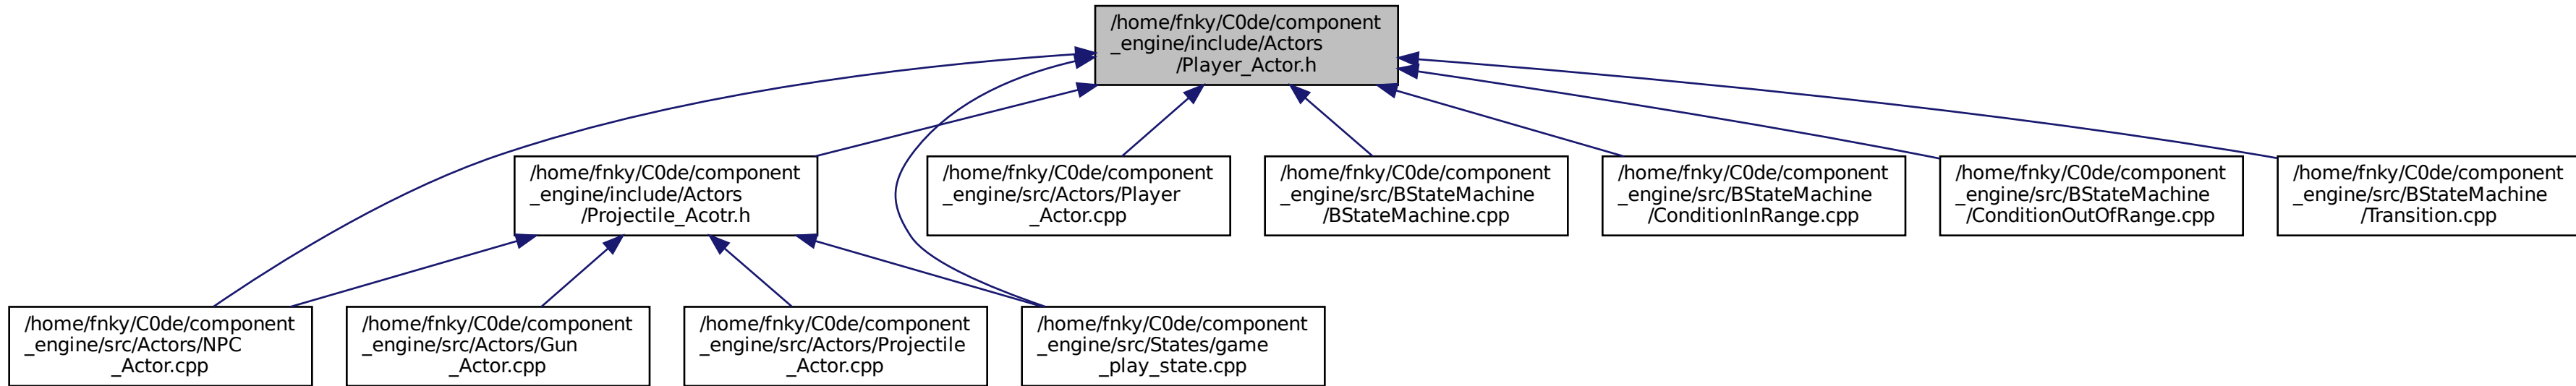 /home/fnky/C0de/component
_engine/include/Actors
/Player_Actor.h
/home/fnky/C0de/component
_engine/include/Actors
/Projectile_Acotr.h
/home/fnky/C0de/component
_engine/src/Actors/Player
_Actor.cpp
/home/fnky/C0de/component
_engine/src/BStateMachine
/BStateMachine.cpp
/home/fnky/C0de/component
_engine/src/BStateMachine
/ConditionInRange.cpp
/home/fnky/C0de/component
_engine/src/BStateMachine
/ConditionOutOfRange.cpp
/home/fnky/C0de/component
_engine/src/BStateMachine
/Transition.cpp
/home/fnky/C0de/component
_engine/src/Actors/NPC
_Actor.cpp
/home/fnky/C0de/component
_engine/src/Actors/Gun
_Actor.cpp
/home/fnky/C0de/component
_engine/src/Actors/Projectile
_Actor.cpp
/home/fnky/C0de/component
_engine/src/States/game
_play_state.cpp